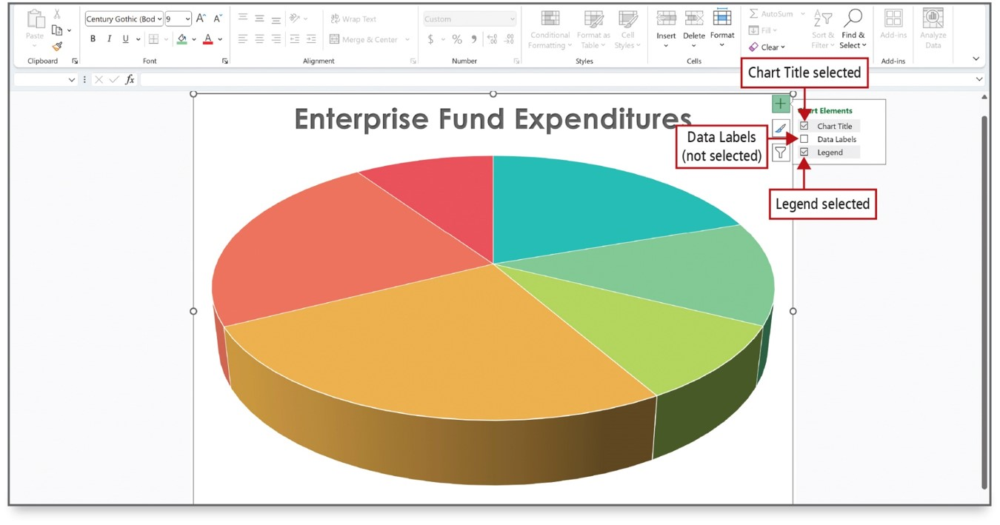 Century Gothic (Bod
9
A^ A˅
Paste
B I U
A
Clipboard
Font
ab Wrap Text
Merge & Center
Alignment
Custom
$ % 9
Number
Conditional
Formatting
Format as
Table
Cell
Styles
Styles
Insert
Delete
Format
Cells
Σ AutoSum
Fill
Clear
Sort &
Filter
Find &
Select
Add-ins
Add-ins
Analyze
Data
fx
Chart Title selected
Enterprise Fund Expenditures
rt Elements
Chart Title
Data Labels
Legend
Data Labels
(not selected)
Legend selected